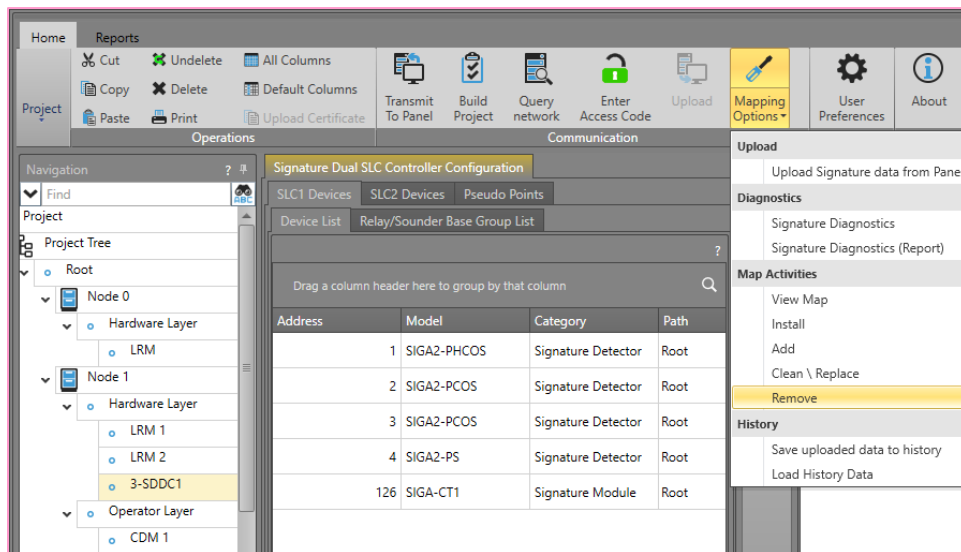 Home Reports
Cut Undelete All Columns
Copy Delete Default Columns
Paste Print Upload Certificate
Project
Operations
Transmit To Panel
Build Project
Query network
Enter Access Code
Upload
Communication
Mapping Options
User Preferences
About
Navigation ?
Find ABC
Project
Project Tree
Root
Node 0
Hardware Layer
LRM
Node 1
Hardware Layer
LRM 1
LRM 2
3-SDDC1
Operator Layer
CDM 1
Signature Dual SLC Controller Configuration
SLC1 Devices SLC2 Devices Pseudo Points
Device List Relay/Sounder Base Group List
?
Drag a column header here to group by that column
Address Model Category Path
1 SIGA2-PHCOS Signature Detector Root
2 SIGA2-PCOS Signature Detector Root
3 SIGA2-PCOS Signature Detector Root
4 SIGA2-PS Signature Detector Root
126 SIGA-CT1 Signature Module Root
Upload
Upload Signature data from Pane
Diagnostics
Signature Diagnostics
Signature Diagnostics (Report)
Map Activities
View Map
Install
Add
Clean \ Replace
Remove
History
Save uploaded data to history
Load History Data